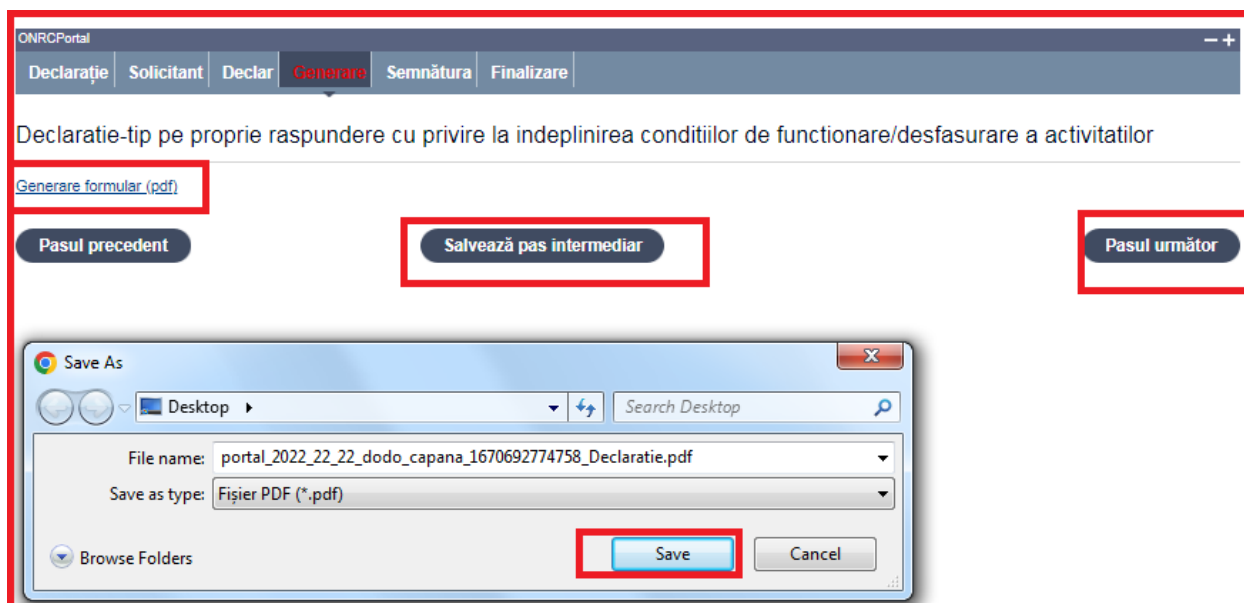 ONRCPortal
Declarație Solicitant Declar Generare Semnătura Finalizare
Declaratie-tip pe proprie raspundere cu privire la indeplinirea conditiilor de functionare/desfasurare a activitatilor
Generare formular (pdf)
Pasul precedent Salvează pas intermediar Pasul următor
Save As
Desktop Search Desktop
File name: portal_2022_22_22_dodo_capana_1670692774758_Declaratie.pdf
Save as type: Fișier PDF (*.pdf)
Browse Folders Save Cancel